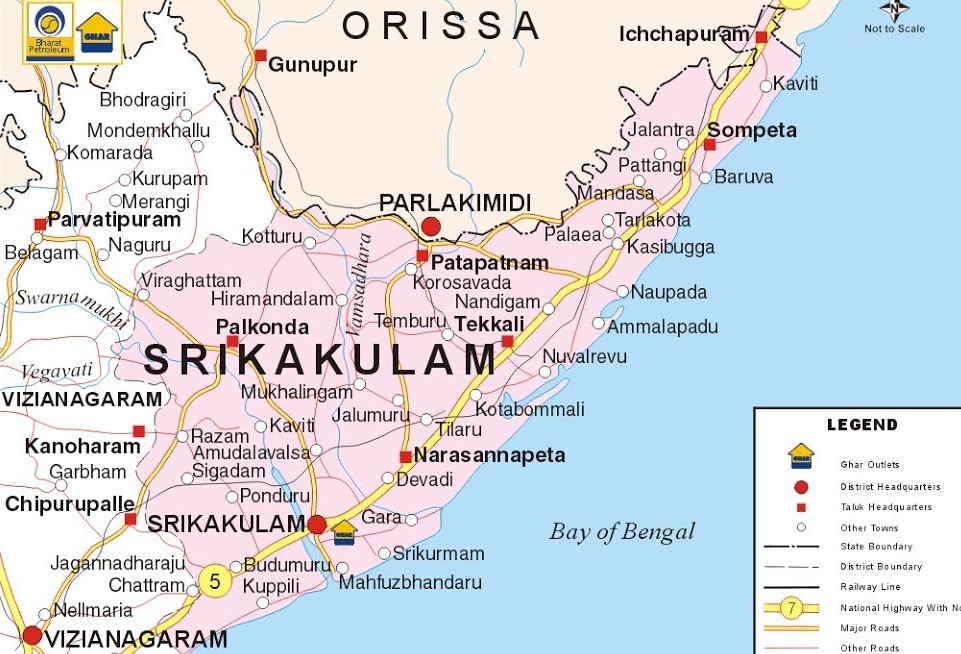 Bharat
Petroleum
GHAR
ORISSA
Ichchapuram
Not to Scale
Gunupur
Kaviti
Bhodragiri
Mondemkhallu
Jalantra
Sompeta
Komarada
Pattangi
Kurupam
Baruva
Merangi
Mandasa
PARLAKIMIDI
Parvatipuram
Tarlakota
Kotturu
Palaea
Belagam
Naguru
Kasibugga
Vamsadhara
Patapatnam
Viraghattam
Korosavada
Swarnamukhi
Hiramandalam
Nandigam
Naupada
Palkonda
Temburu
Tekkali
Ammalapadu
SRIKAKULAM
Nuvalrevu
Vegavati
VIZIANAGARAM
Mukhalingam
Jalumuru
Kotabommali
Kaviti
Tilaru
Razam
Kanoharam
Amudalavalsa
Narasannapeta
Garbham
Sigadam
Devadi
Ponduru
Chipurupalle
SRIKAKULAM
GHAR
Gara
Bay of Bengal
Srikurmam
Jagannadharaju
Budumuru
Chattram
5
Kuppili
Mahfuzbhandaru
Nellmaria
VIZIANAGARAM
LEGEND
GHAR
Ghar Outlets
District Headquarters
Taluk Headquarters
Other Towns
State Boundary
District Boundary
Railway Line
7
National Highway With No
Major Roads
Other Roads